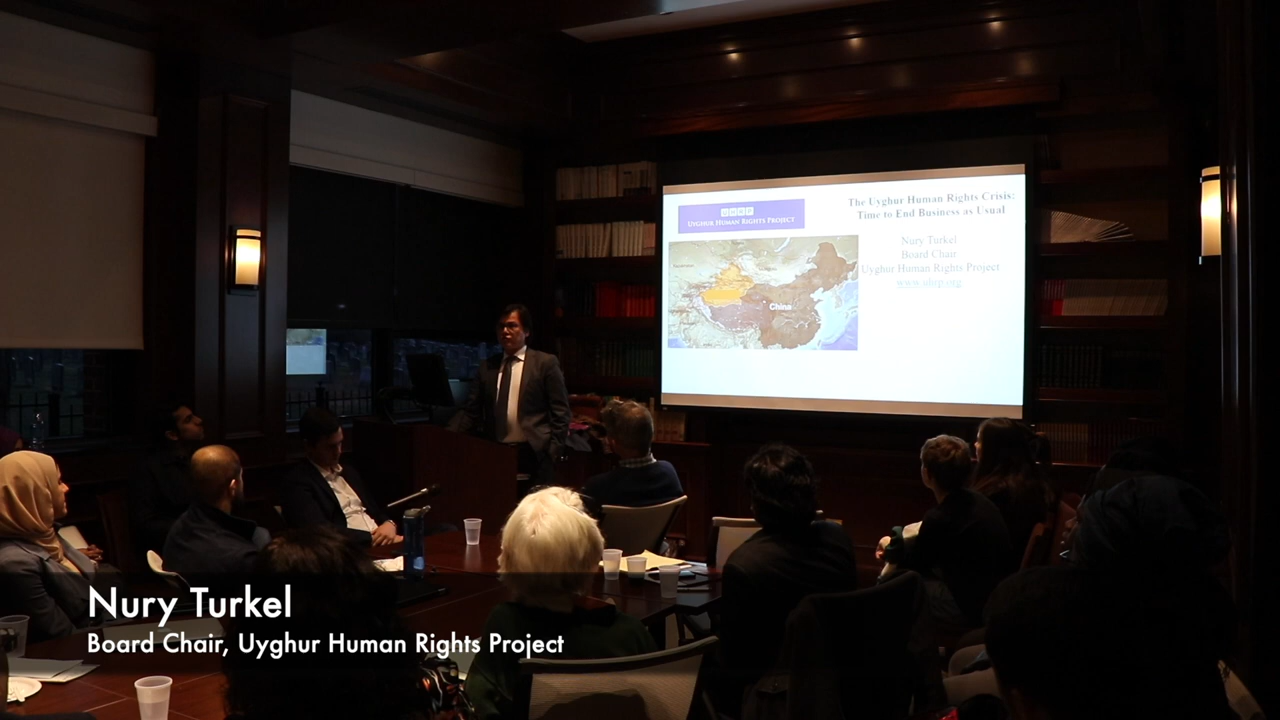 UHRP
UYGHUR HUMAN RIGHTS PROJECT
The Uyghur Human Rights Crisis:
Time to End Business as Usual
Nury Turkel
Board Chair
Uyghur Human Rights Project
www.uhrp.org
China
Nury Turkel
Board Chair, Uyghur Human Rights Project